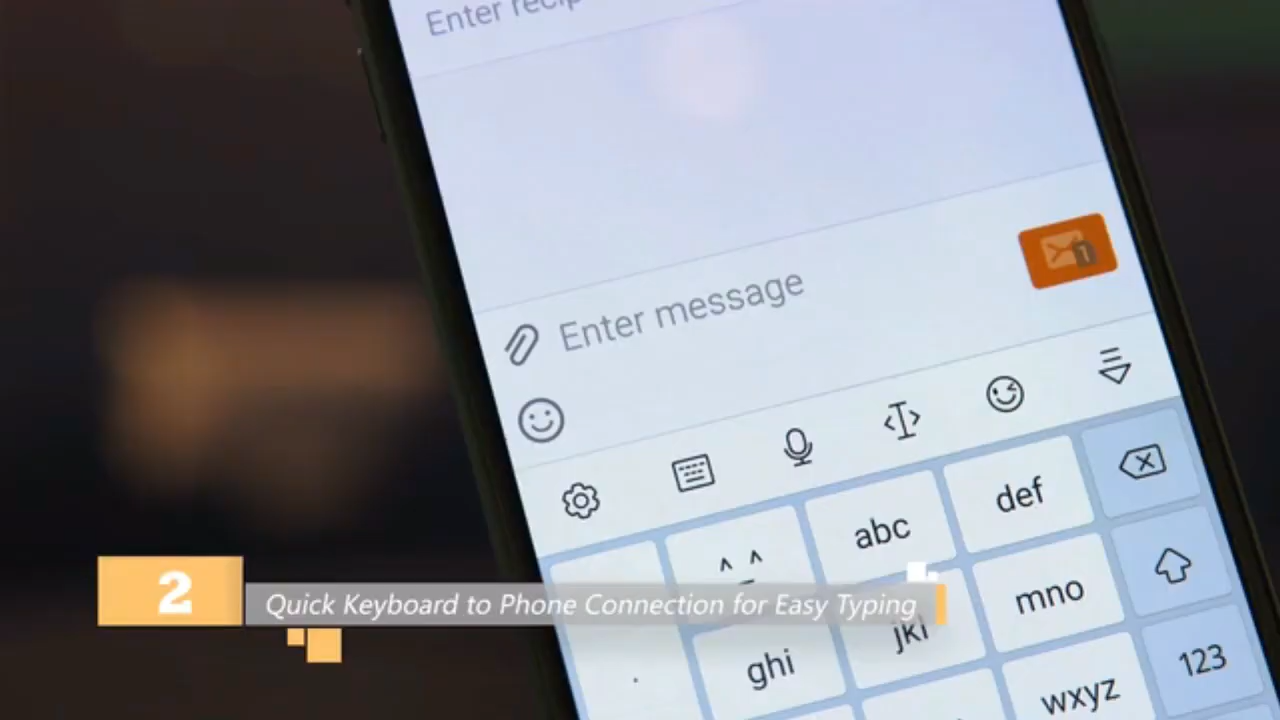 Enter recip
Enter message
1
abc
def
^_^
ghi
jkl
mno
.
wxyz
123
2
Quick Keyboard to Phone Connection for Easy Typing